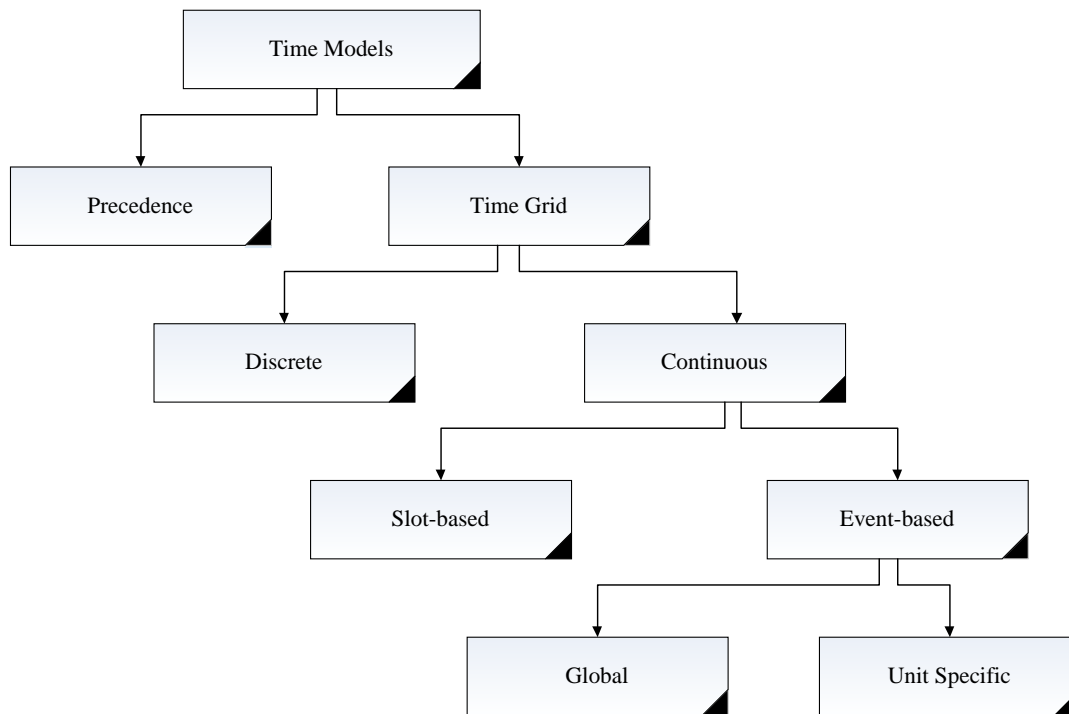 Time Models
Precedence
Time Grid
Discrete
Continuous
Slot-based
Event-based
Global
Unit Specific